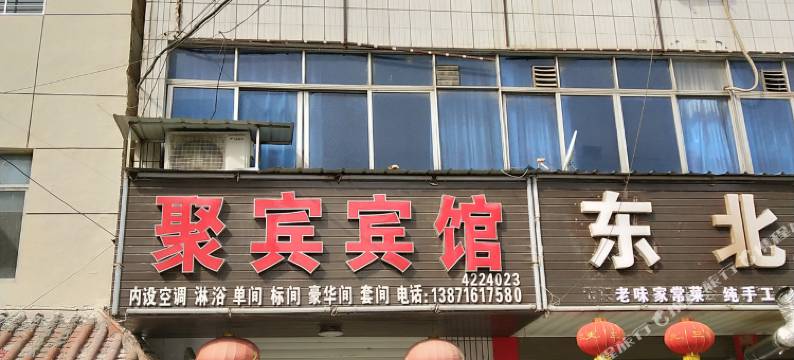 聚宾宾馆
4224023
内设空调 淋浴 单间 标间 豪华间 套间 电话:13871617580
东北
老味家常菜 纯手工